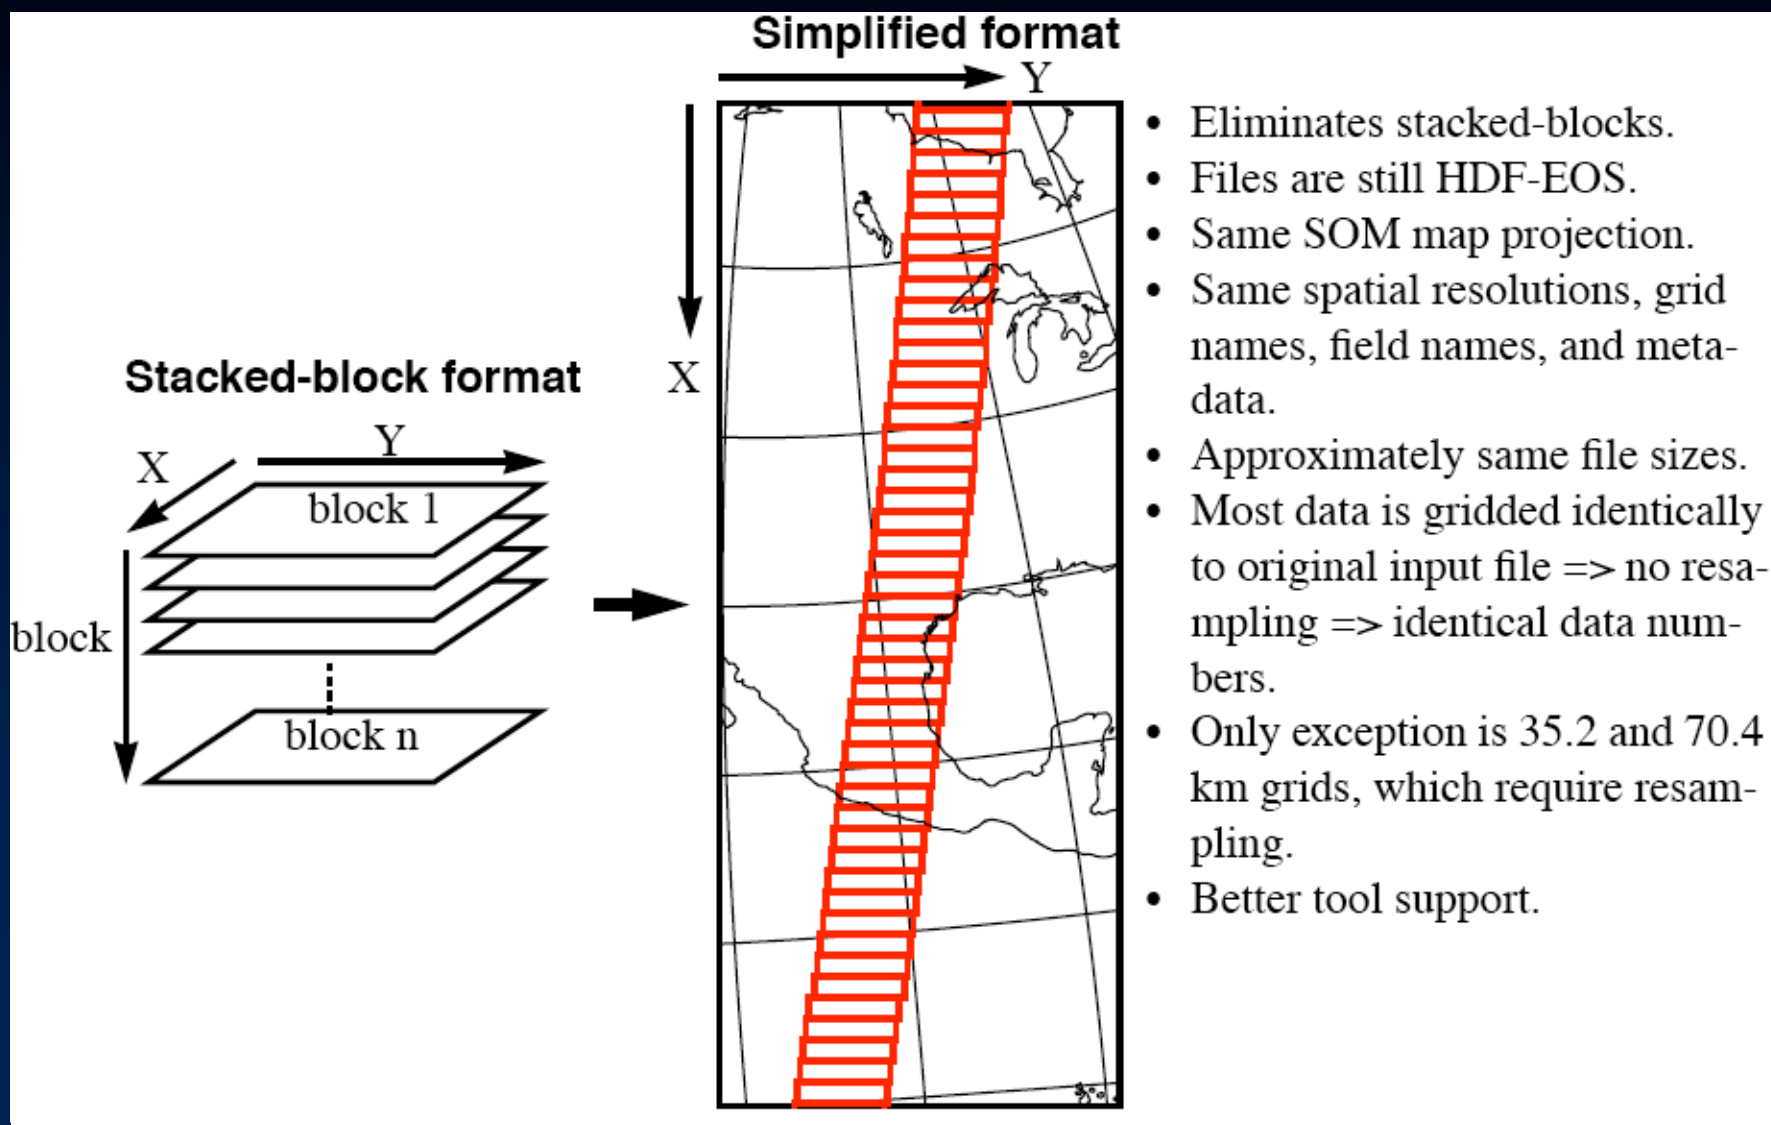 Simplified format
Y
X
Stacked-block format
Y
X
block 1
block
block n
• Eliminates stacked-blocks.
• Files are still HDF-EOS.
• Same SOM map projection.
• Same spatial resolutions, grid
names, field names, and meta-
data.
• Approximately same file sizes.
• Most data is gridded identically
to original input file => no resa-
mpling => identical data num-
bers.
• Only exception is 35.2 and 70.4
km grids, which require resam-
pling.
• Better tool support.